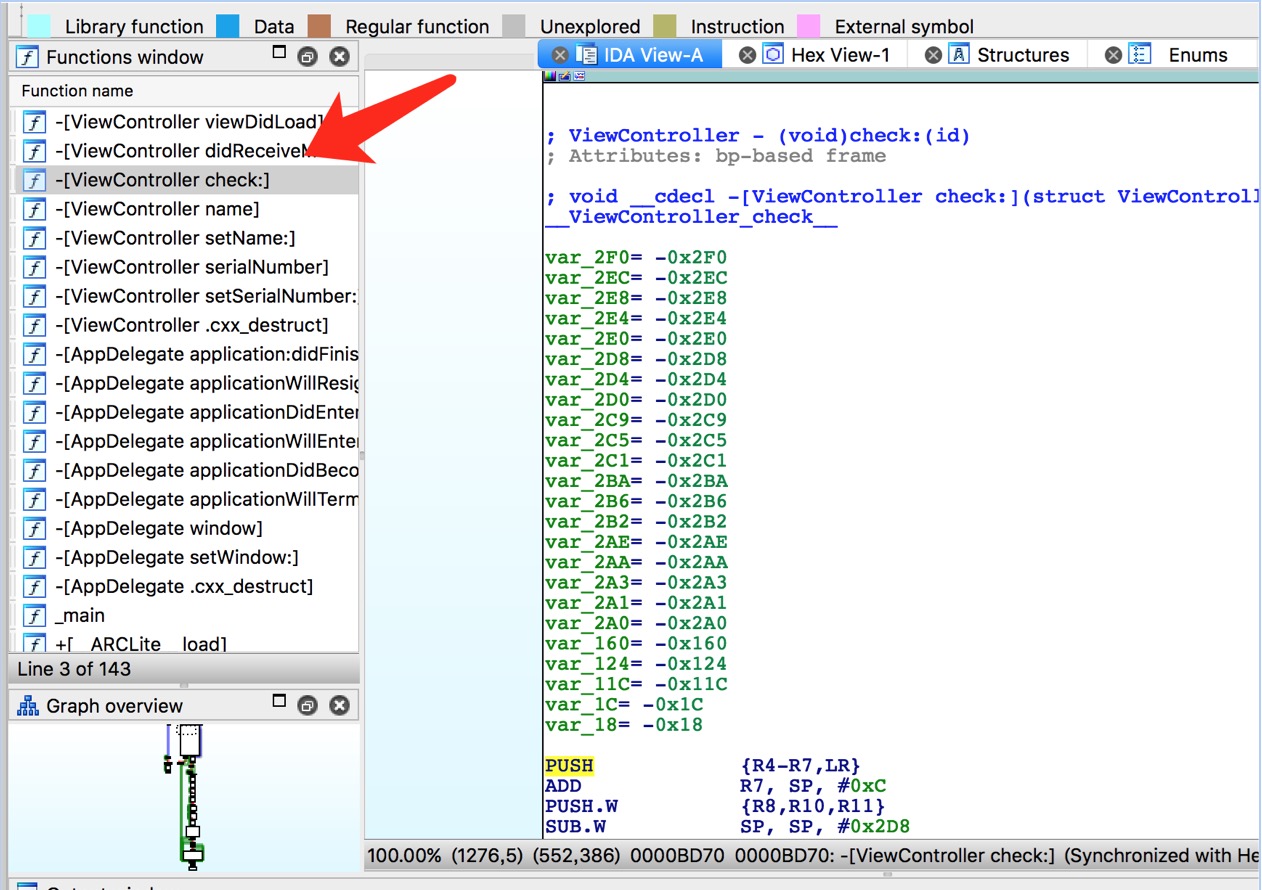 Library function Data Regular function Unexplored Instruction External symbol
Functions window
IDA View-A Hex View-1 Structures Enums
Function name
-[ViewController viewDidLoad]
-[ViewController
-[ViewController check:]
-[ViewController name]
-[ViewController setName:]
-[ViewController serialNumber]
-[ViewController setSerialNumber:
-[ViewController .cxx_destruct]
-[AppDelegate application:didFinis
-[AppDelegate applicationWillResig
-[AppDelegate applicationDidEnter
-[AppDelegate applicationWillEnter
-[AppDelegate applicationDidBeco
-[AppDelegate applicationWillTerm
-[AppDelegate window]
-[AppDelegate setWindow:]
-[AppDelegate .cxx_destruct]
_main
+[__ARCLite__ load]
Line 3 of 143
Graph overview
; ViewController - (void)check:(id)
; Attributes: bp-based frame
; void __cdecl -[ViewController check:](struct ViewControll
__ViewController_check__
var_2F0= -0x2F0
var_2EC= -0x2EC
var_2E8= -0x2E8
var_2E4= -0x2E4
var_2E0= -0x2E0
var_2D8= -0x2D8
var_2D4= -0x2D4
var_2D0= -0x2D0
var_2C9= -0x2C9
var_2C5= -0x2C5
var_2C1= -0x2C1
var_2BA= -0x2BA
var_2B6= -0x2B6
var_2B2= -0x2B2
var_2AE= -0x2AE
var_2AA= -0x2AA
var_2A3= -0x2A3
var_2A1= -0x2A1
var_2A0= -0x2A0
var_160= -0x160
var_124= -0x124
var_11C= -0x11C
var_1C= -0x1C
var_18= -0x18
PUSH {R4-R7,LR}
ADD R7, SP, #0xC
PUSH.W {R8,R10,R11}
SUB.W SP, SP, #0x2D8
100.00% (1276,5) (552,386) 0000BD70 0000BD70: -[ViewController check:] (Synchronized with He